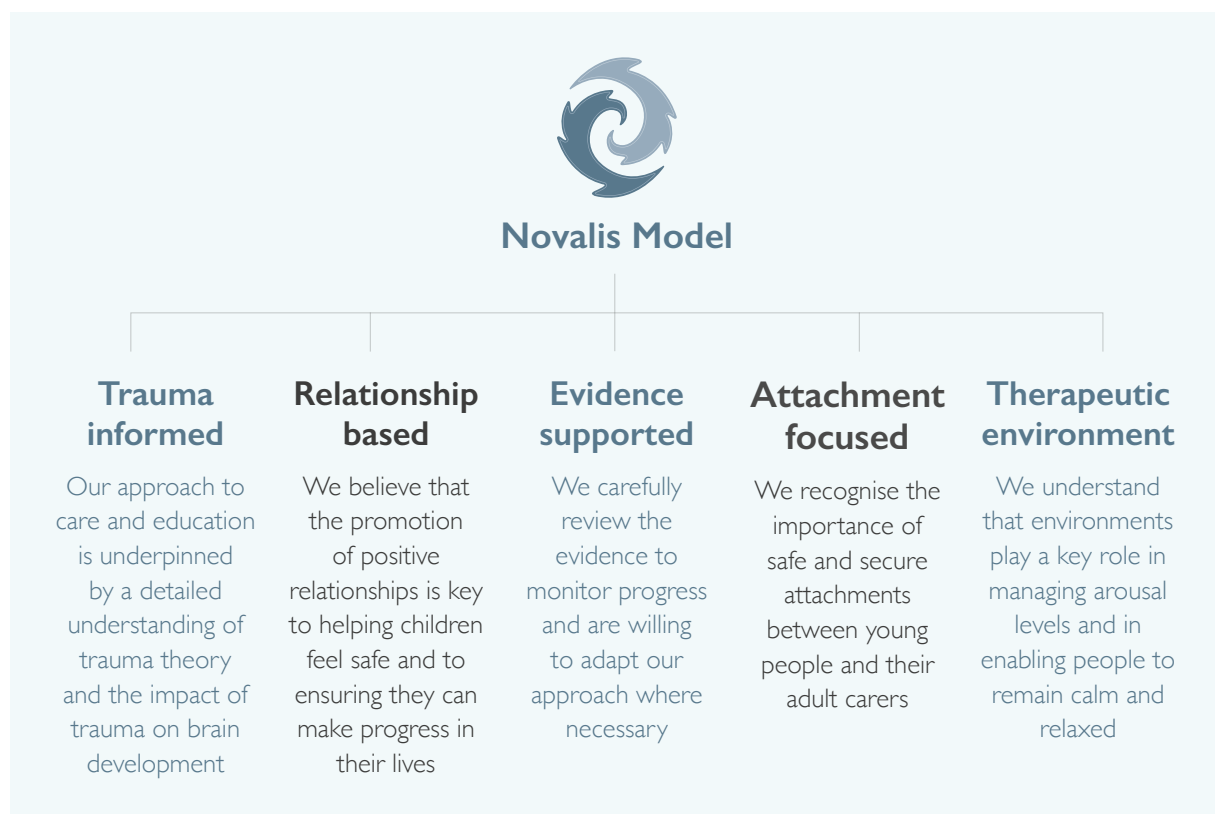 Novalis Model
Trauma
informed
Our approach to
care and education
is underpinned
by a detailed
understanding of
trauma theory
and the impact of
trauma on brain
development
Relationship
based
We believe that
the promotion
of positive
relationships is key
to helping children
feel safe and to
ensuring they can
make progress in
their lives
Evidence
supported
We carefully
review the
evidence to
monitor progress
and are willing
to adapt our
approach where
necessary
Attachment
focused
We recognise the
importance of
safe and secure
attachments
between young
people and their
adult carers
Therapeutic
environment
We understand
that environments
play a key role in
managing arousal
levels and in
enabling people to
remain calm and
relaxed